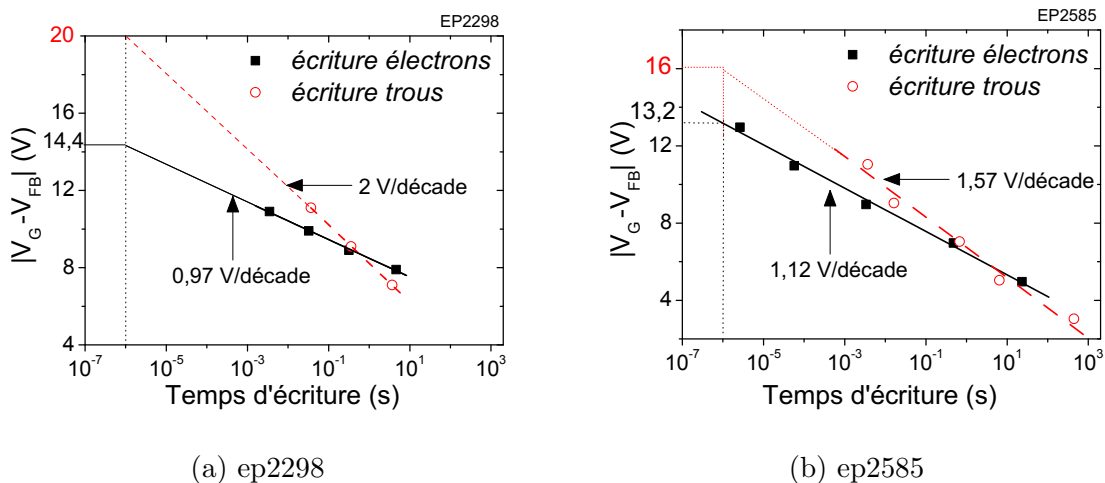 EP2298
20
16
14,4
12
8
4
|V_G-V_FB| (V)
écriture électrons
écriture trous
2 V/décade
0,97 V/décade
10^-7 10^-5 10^-3 10^-1 10^1 10^3
Temps d'écriture (s)
(a) ep2298
EP2585
16
13,2
12
8
4
|V_G-V_FB| (V)
écriture électrons
écriture trous
1,57 V/décade
1,12 V/décade
10^-7 10^-5 10^-3 10^-1 10^1 10^3
Temps d'écriture (s)
(b) ep2585